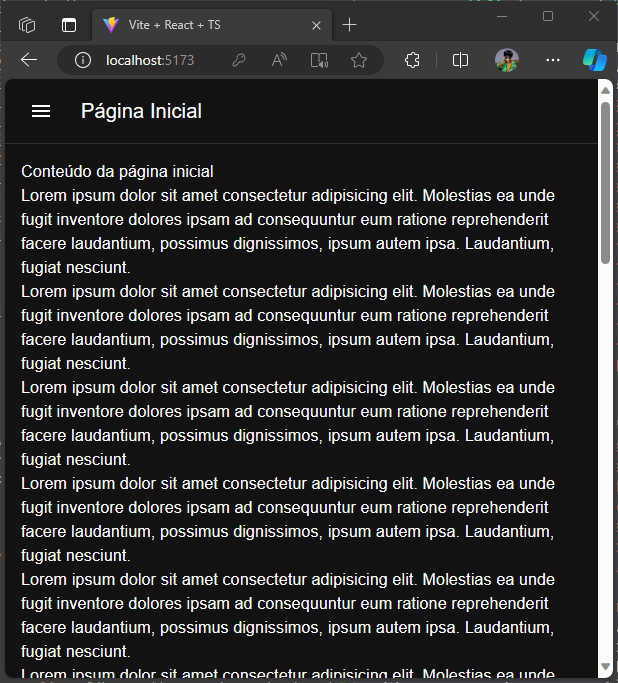 Vite + React + TS
localhost:5173
Página Inicial
Conteúdo da página inicial
Lorem ipsum dolor sit amet consectetur adipisicing elit. Molestias ea unde
fugit inventore dolores ipsam ad consequuntur eum ratione reprehenderit
facere laudantium, possimus dignissimos, ipsum autem ipsa. Laudantium,
fugiat nesciunt.
Lorem ipsum dolor sit amet consectetur adipisicing elit. Molestias ea unde
fugit inventore dolores ipsam ad consequuntur eum ratione reprehenderit
facere laudantium, possimus dignissimos, ipsum autem ipsa. Laudantium,
fugiat nesciunt.
Lorem ipsum dolor sit amet consectetur adipisicing elit. Molestias ea unde
fugit inventore dolores ipsam ad consequuntur eum ratione reprehenderit
facere laudantium, possimus dignissimos, ipsum autem ipsa. Laudantium,
fugiat nesciunt.
Lorem ipsum dolor sit amet consectetur adipisicing elit. Molestias ea unde
fugit inventore dolores ipsam ad consequuntur eum ratione reprehenderit
facere laudantium, possimus dignissimos, ipsum autem ipsa. Laudantium,
fugiat nesciunt.
Lorem ipsum dolor sit amet consectetur adipisicing elit. Molestias ea unde
fugit inventore dolores ipsam ad consequuntur eum ratione reprehenderit
facere laudantium, possimus dignissimos, ipsum autem ipsa. Laudantium,
fugiat nesciunt.
Lorem ipsum dolor sit amet consectetur adipisicing elit. Molestias ea unde